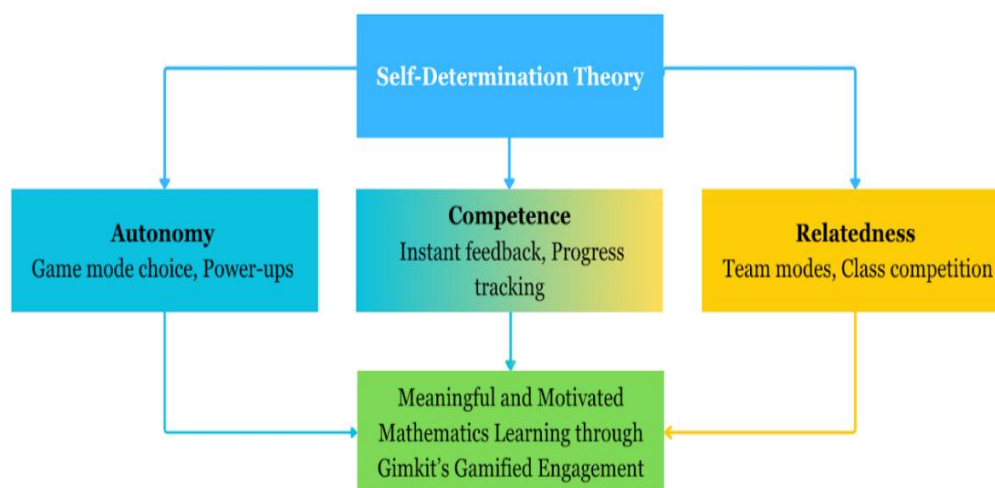 Self-Determination Theory
Autonomy
Game mode choice, Power-ups
Competence
Instant feedback, Progress
tracking
Relatedness
Team modes, Class competition
Meaningful and Motivated
Mathematics Learning through
Gimkit's Gamified Engagement